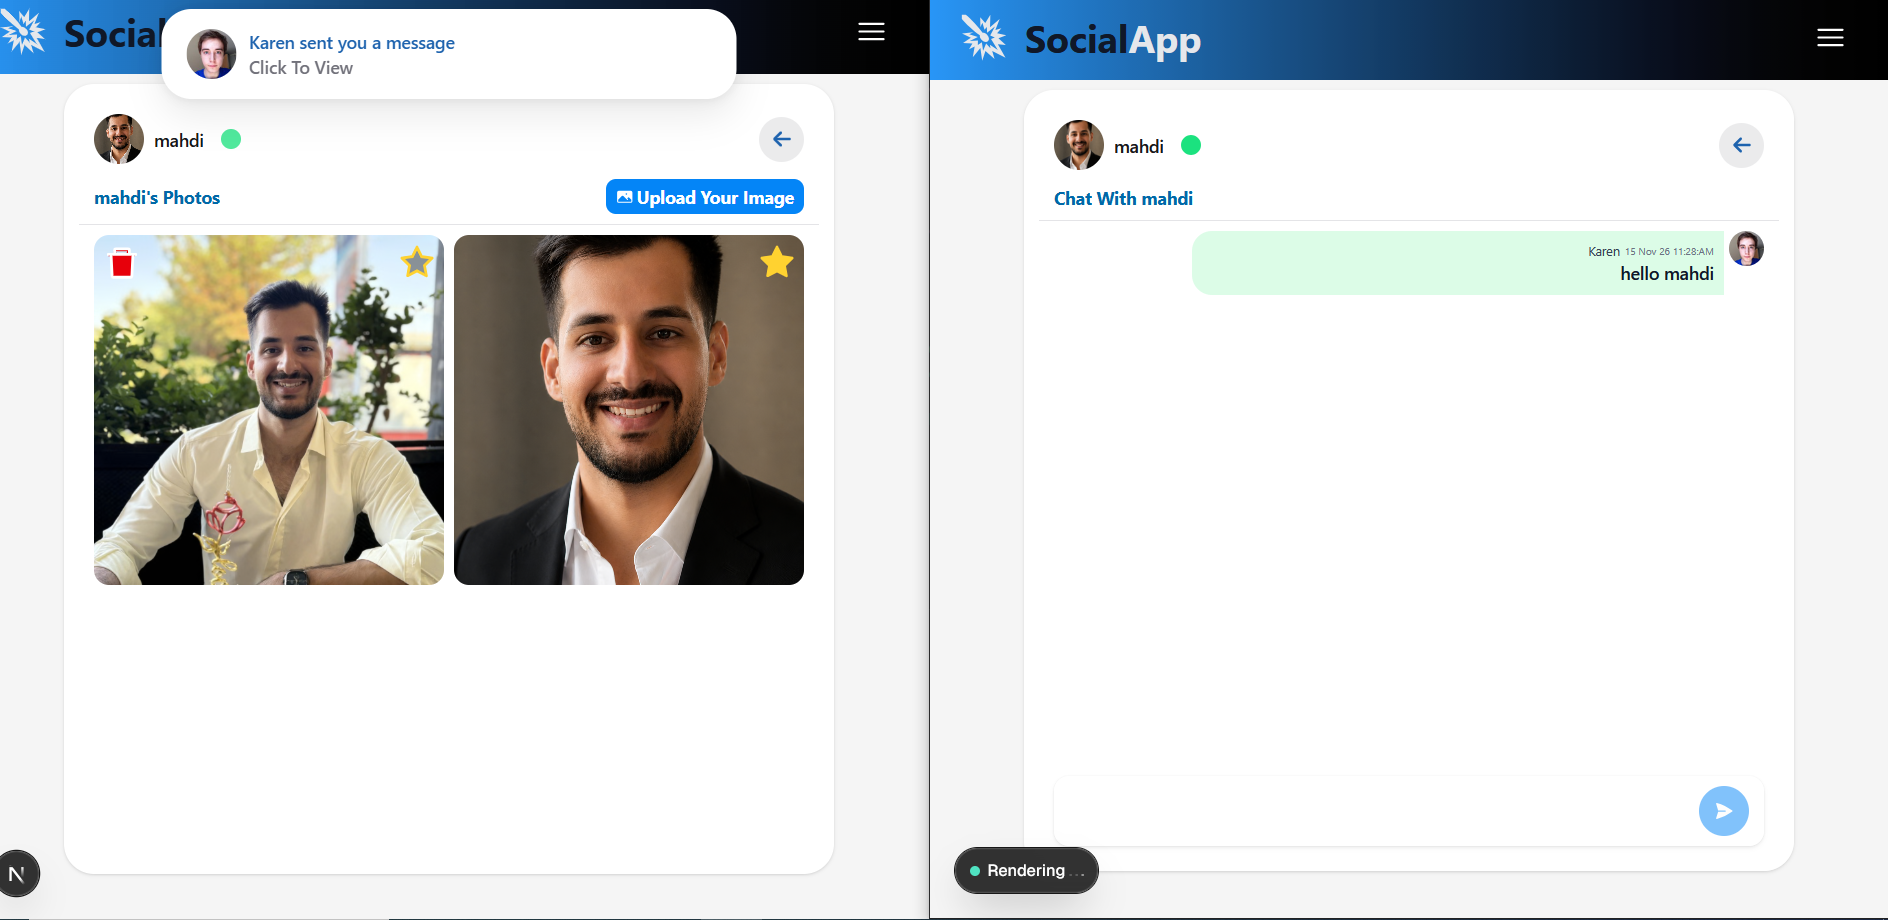 Social
Karen sent you a message
Click To View
mahdi
mahdi's Photos
Upload Your Image
N
SocialApp
mahdi
Chat With mahdi
Karen 15 Nov 26 11:28:AM
hello mahdi
Rendering...